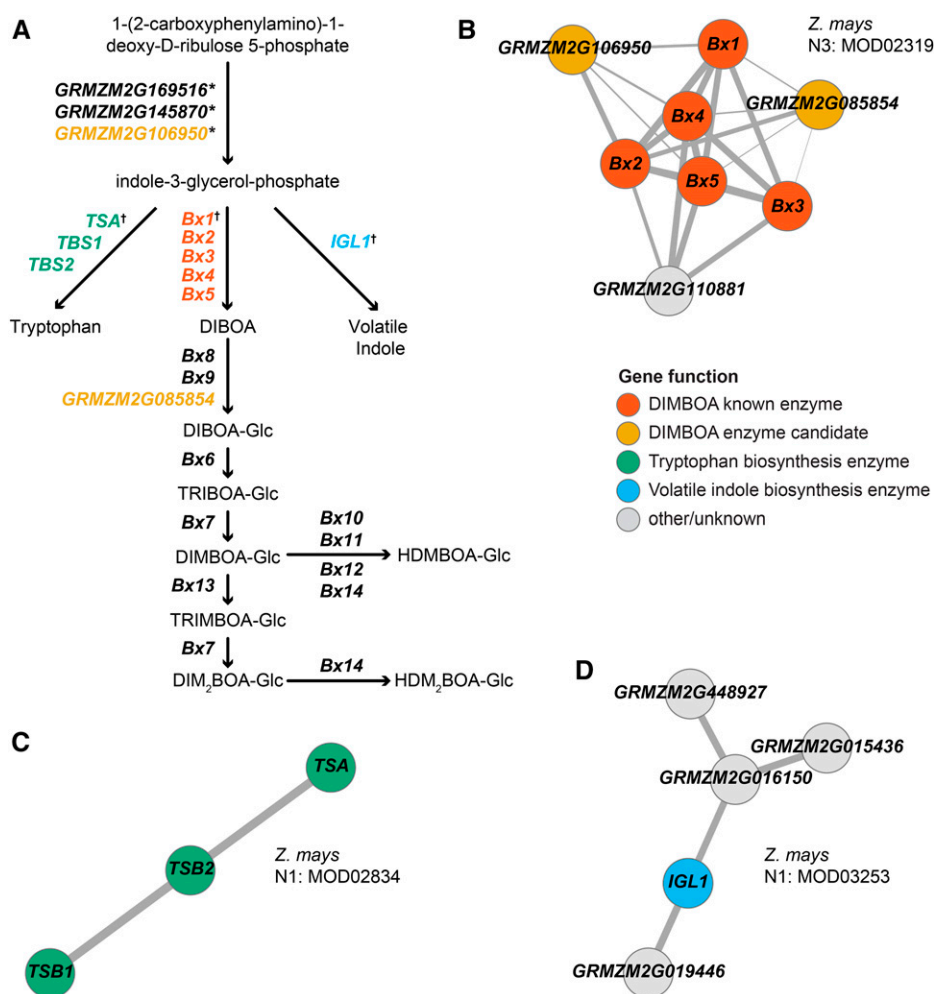 A
1-(2-carboxyphenylamino)-1-
deoxy-D-ribulose 5-phosphate
GRMZM2G169516*
GRMZM2G145870*
GRMZM2G106950*
indole-3-glycerol-phosphate
TSA†
TBS1
TBS2
Bx1†
Bx2
Bx3
Bx4
Bx5
IGL1†
Tryptophan
DIBOA
Volatile
Indole
Bx8
Bx9
GRMZM2G085854
DIBOA-Glc
Bx6
TRIBOA-Glc
Bx7
Bx10
Bx11
DIMBOA-Glc
HDMBOA-Glc
Bx12
Bx14
Bx13
TRIMBOA-Glc
Bx7
Bx14
DIM₂BOA-Glc
HDM₂BOA-Glc
B
Z. mays
N3: MOD02319
GRMZM2G106950
Bx1
GRMZM2G085854
Bx4
Bx2
Bx5
Bx3
GRMZM2G110881
Gene function
DIMBOA known enzyme
DIMBOA enzyme candidate
Tryptophan biosynthesis enzyme
Volatile indole biosynthesis enzyme
other/unknown
C
TSA
TSB2
TSB1
Z. mays
N1: MOD02834
D
GRMZM2G448927
GRMZM2G015436
GRMZM2G016150
IGL1
GRMZM2G019446
Z. mays
N1: MOD03253